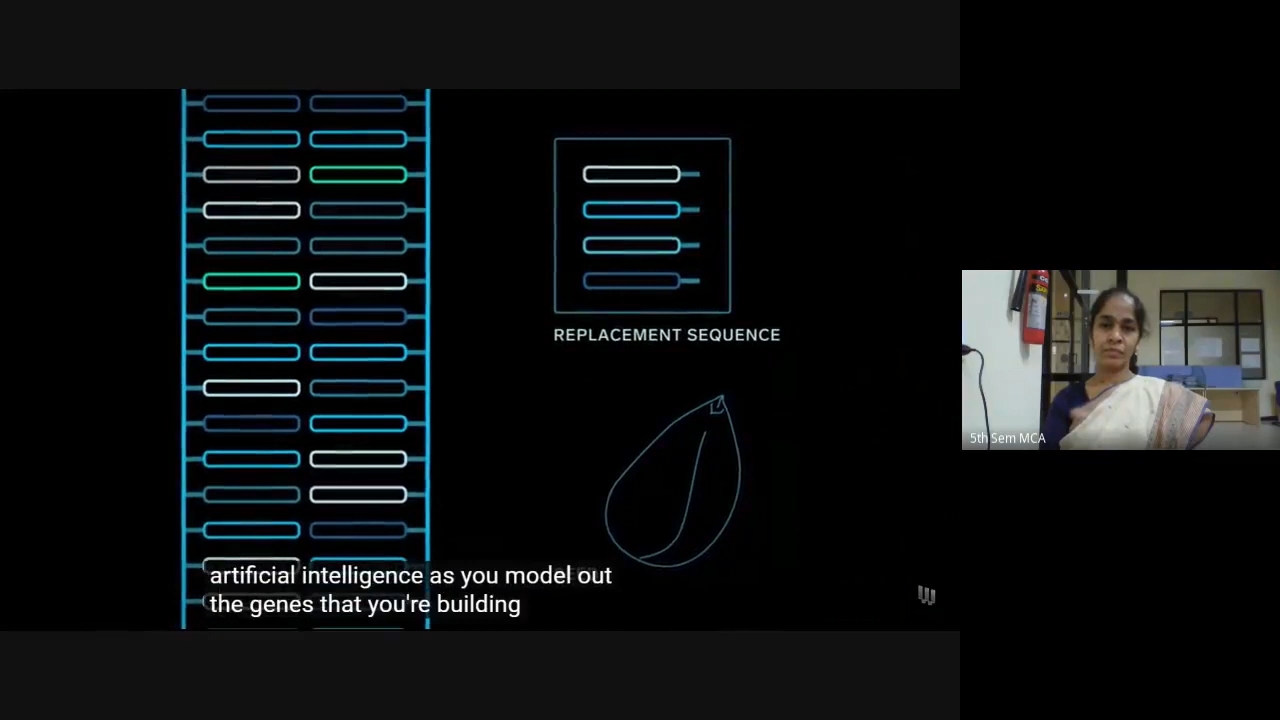 REPLACEMENT SEQUENCE
artificial intelligence as you model out
the genes that you're building
5th Sem MCA